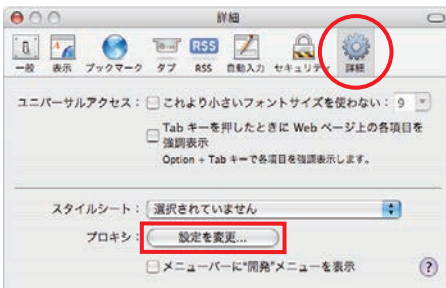 詳細
RSS
一般 表示 ブックマーク タブ RSS 自動入力 セキュリティ 詳細
ユニバーサルアクセス： これより小さいフォントサイズを使わない： 9
Tab キーを押したときに Web ページ上の各項目を
強調表示
Option + Tab キーで各項目を強調表示します。
スタイルシート： 選択されていません
プロキシ： 設定を変更...
メニューバーに"開発"メニューを表示 ?